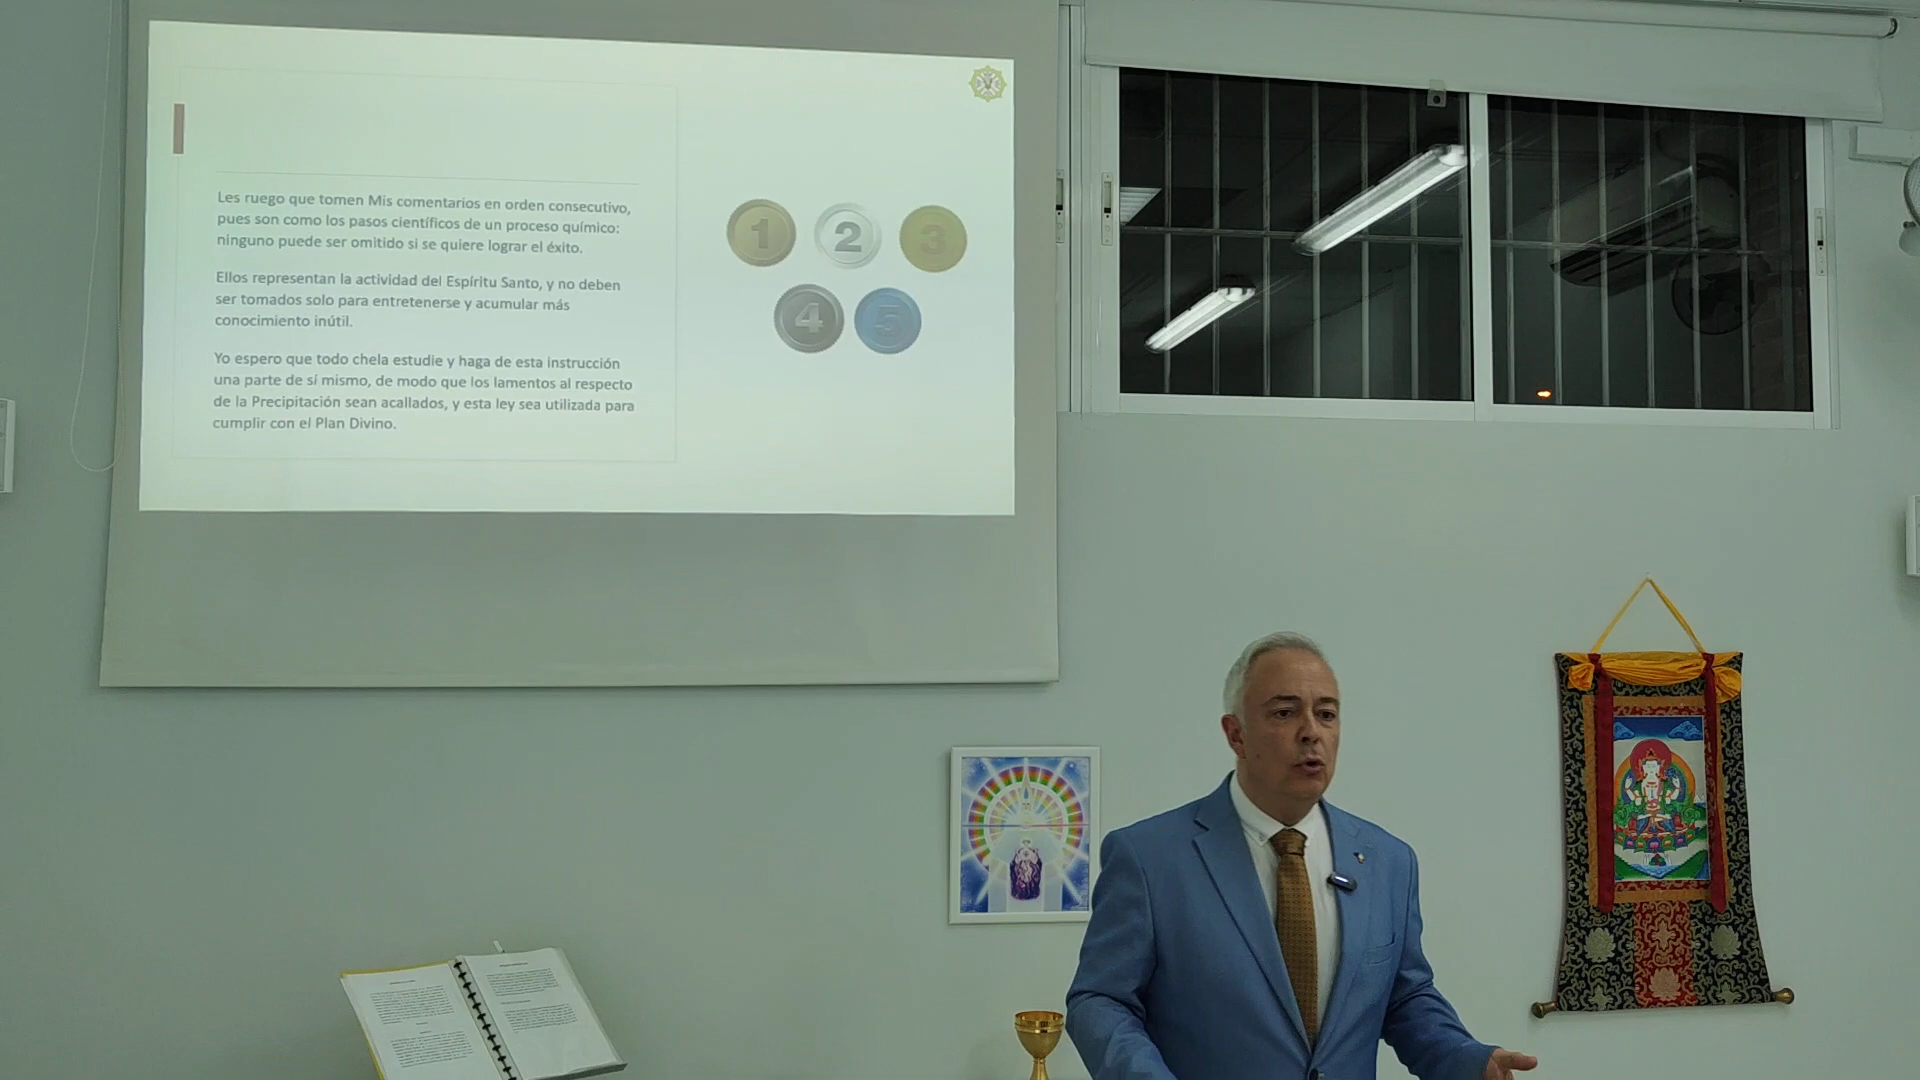 Les ruego que tomen Mis comentarios en orden consecutivo,
pues son como los pasos científicos de un proceso químico:
ninguno puede ser omitido si se quiere lograr el éxito.
Ellos representan la actividad del Espíritu Santo, y no deben
ser tomados solo para entretenerse y acumular más
conocimiento inútil.
Yo espero que todo chela estudie y haga de esta instrucción
una parte de sí mismo, de modo que los lamentos al respecto
de la Precipitación sean acallados, y esta ley sea utilizada para
cumplir con el Plan Divino.
1 2 3
4 5